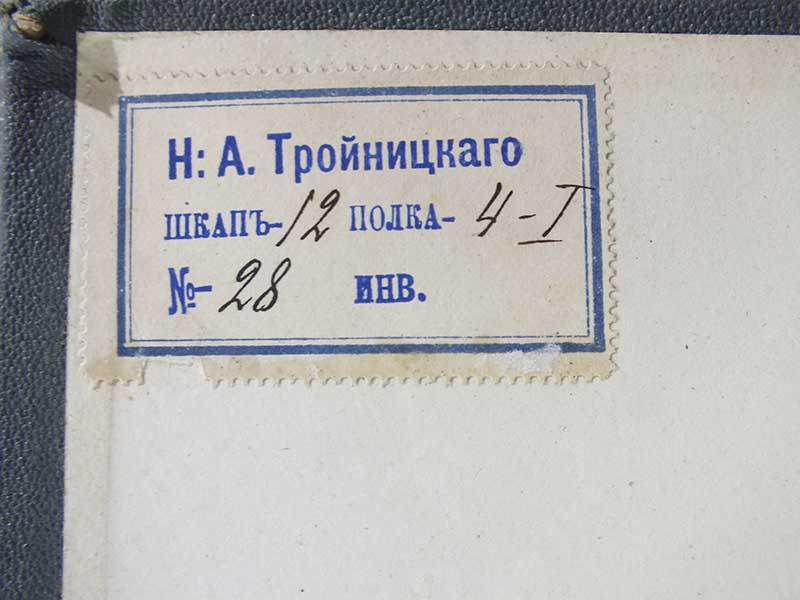 Н: А. Тройницкаго
ШКАПЪ-12 ПОЛКА- 4-I
№- 28 ИНВ.